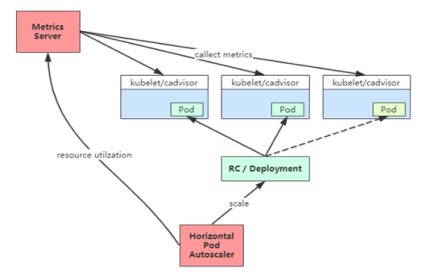 Metrics
Server
callect metrics
kubelet/cadvisor
kubelet/cadvisor
kubelet/cadvisor
Pod
Pod
Pod
resource utilzation
RC / Deployment
scale
Horizontal
Pod
Autoscaler